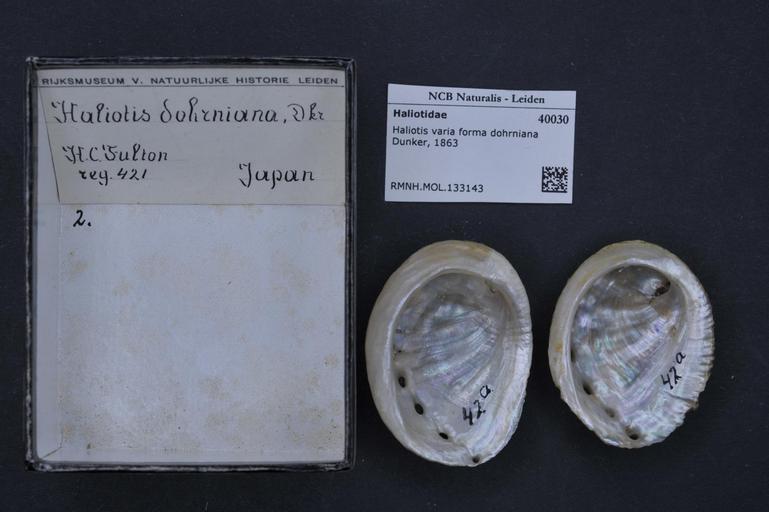 RIJKSMUSEUM V. NATUURLIJKE HISTORIE LEIDEN
Haliotis dohrniana, Dkr
H.C. Fulton
reg. 421
Japan
2.
NCB Naturalis - Leiden
Haliotidae
40030
Haliotis varia forma dohrniana
Dunker, 1863
RMNH.MOL.133143
42a
42a